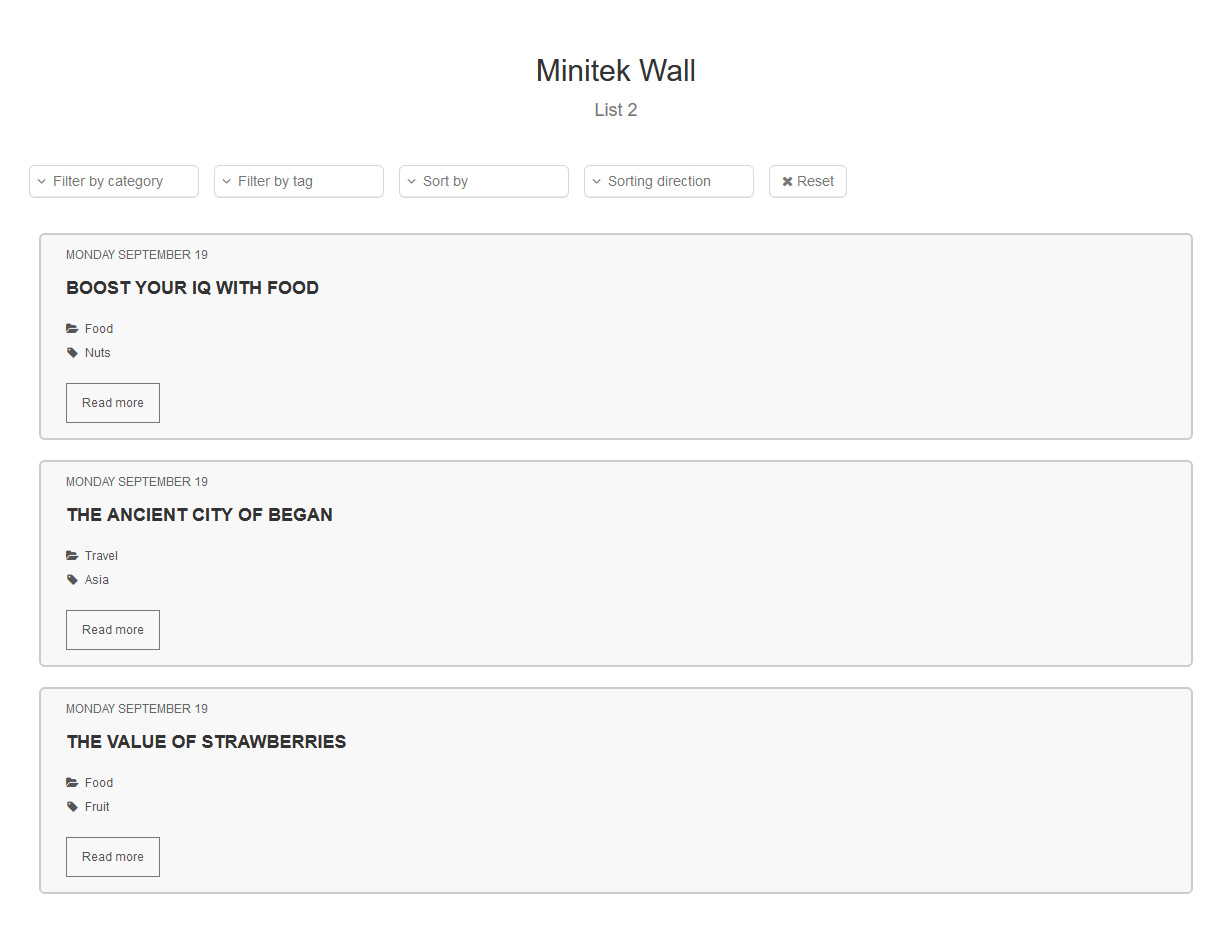 Minitek Wall
List 2
Filter by category Filter by tag Sort by Sorting direction Reset
MONDAY SEPTEMBER 19
BOOST YOUR IQ WITH FOOD
Food
Nuts
Read more
MONDAY SEPTEMBER 19
THE ANCIENT CITY OF BEGAN
Travel
Asia
Read more
MONDAY SEPTEMBER 19
THE VALUE OF STRAWBERRIES
Food
Fruit
Read more